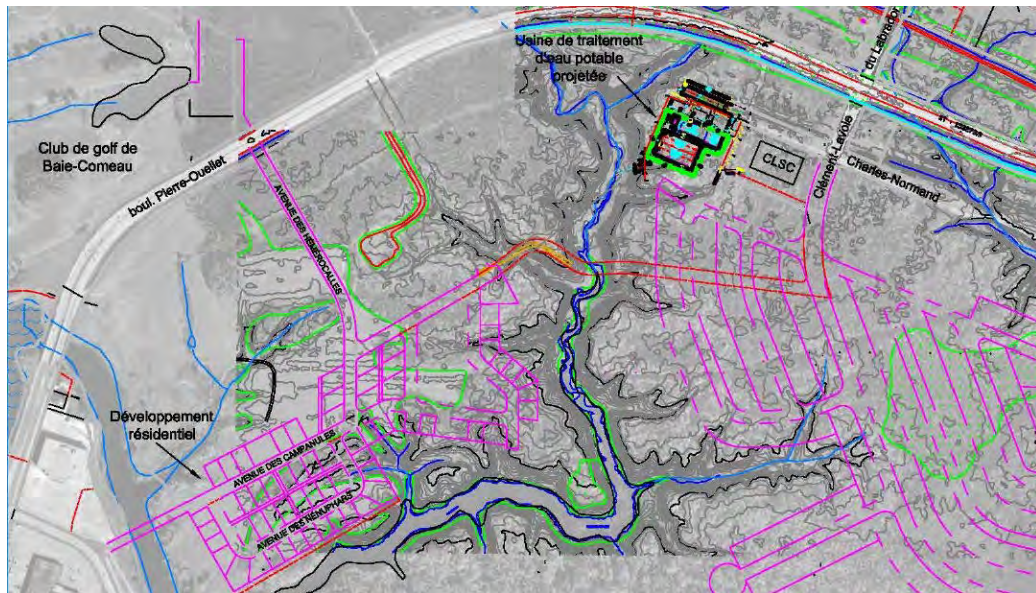 Usine de traitement
d'eau potable
projetée
du Labrador
Club de golf de
Baie-Comeau
boul. Pierre-Ouellet
CLSC
Clément-Lavoie
Charles-Normand
AVENUE DES HÉMÉROCALLES
Développement
résidentiel
AVENUE DES CAMPANULES
AVENUE DES NÉNUPHARS